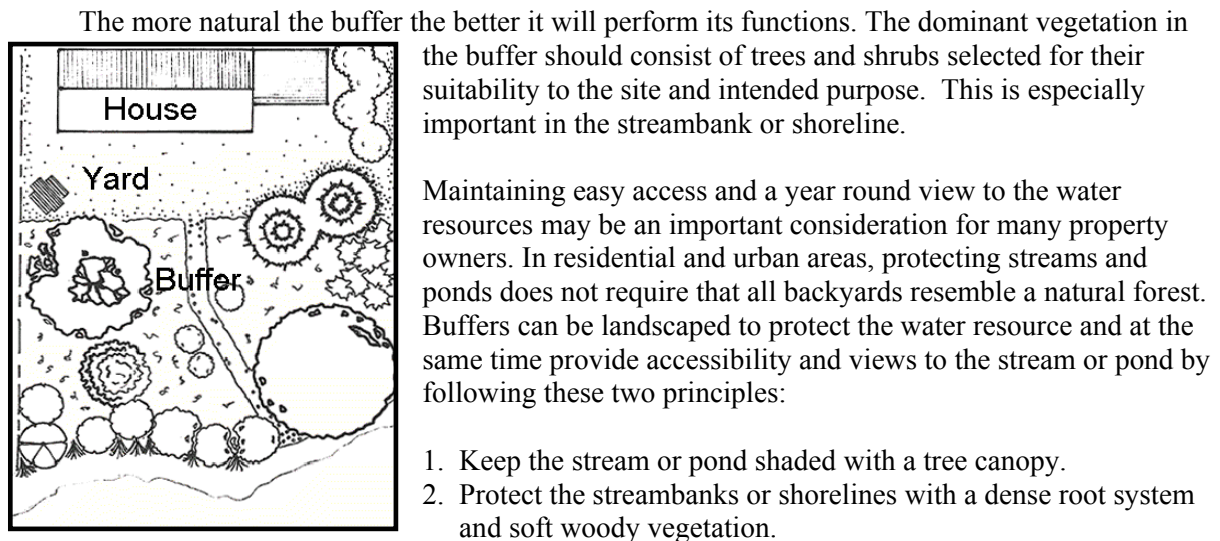 The more natural the buffer the better it will perform its functions. The dominant vegetation in
the buffer should consist of trees and shrubs selected for their
suitability to the site and intended purpose.  This is especially
important in the streambank or shoreline.
House
Yard
Buffer
Maintaining easy access and a year round view to the water
resources may be an important consideration for many property
owners. In residential and urban areas, protecting streams and
ponds does not require that all backyards resemble a natural forest.
Buffers can be landscaped to protect the water resource and at the
same time provide accessibility and views to the stream or pond by
following these two principles:
1. Keep the stream or pond shaded with a tree canopy.
2. Protect the streambanks or shorelines with a dense root system
and soft woody vegetation.